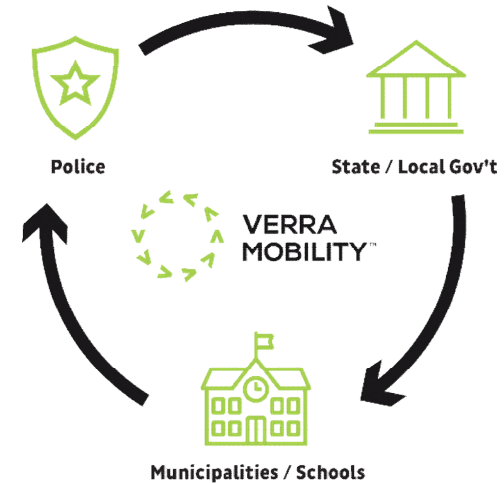 Police
State / Local Gov't
VERRA
MOBILITY™
Municipalities / Schools